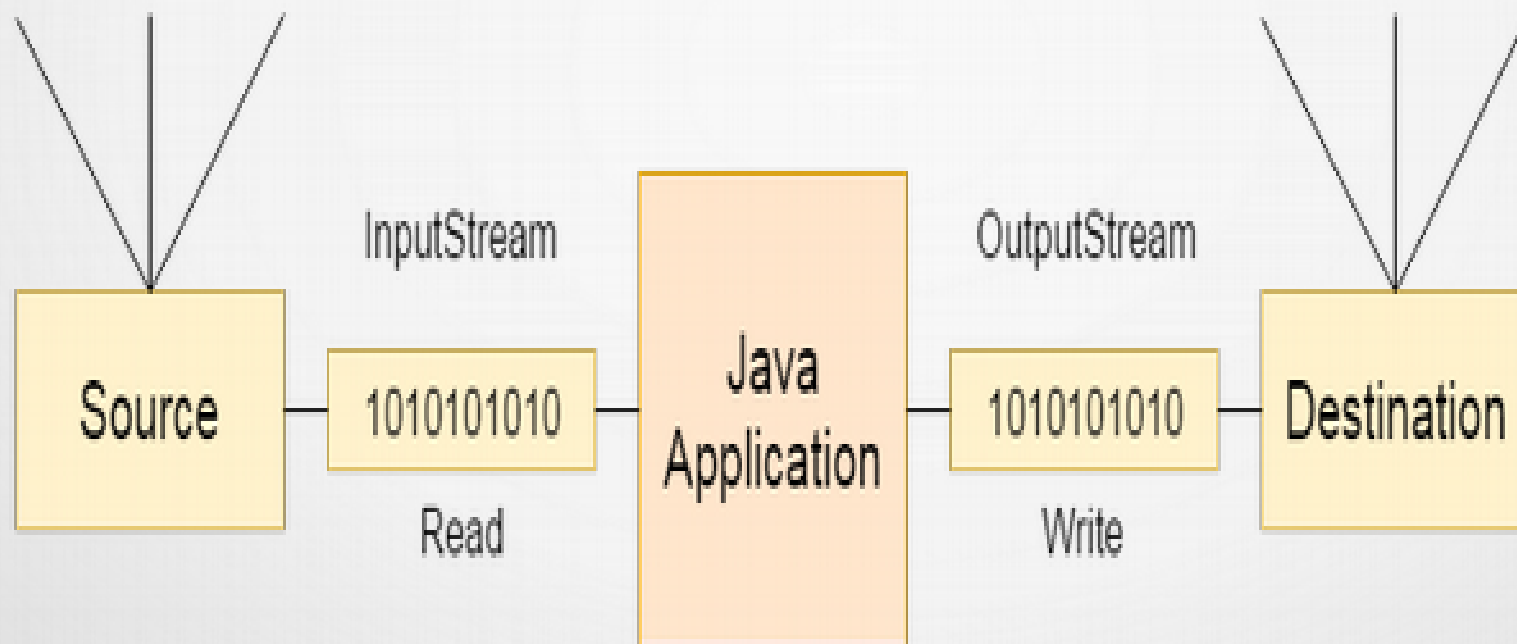 InputStream
OutputStream
Source
1010101010
Java
Application
1010101010
Destination
Read
Write